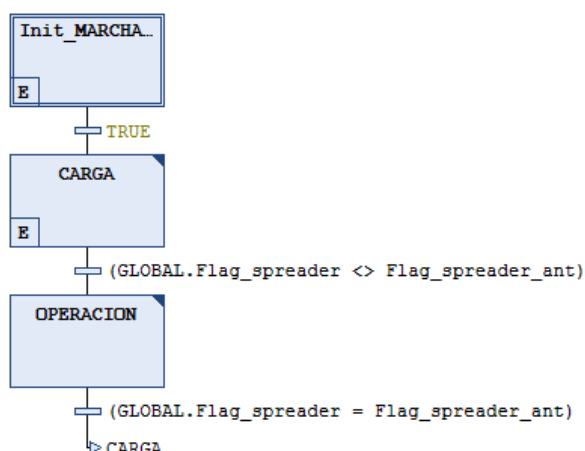 Init_MARCHA…
E
TRUE
CARGA
E
(GLOBAL.Flag_spreader <> Flag_spreader_ant)
OPERACION
(GLOBAL.Flag_spreader = Flag_spreader_ant)
CARGA